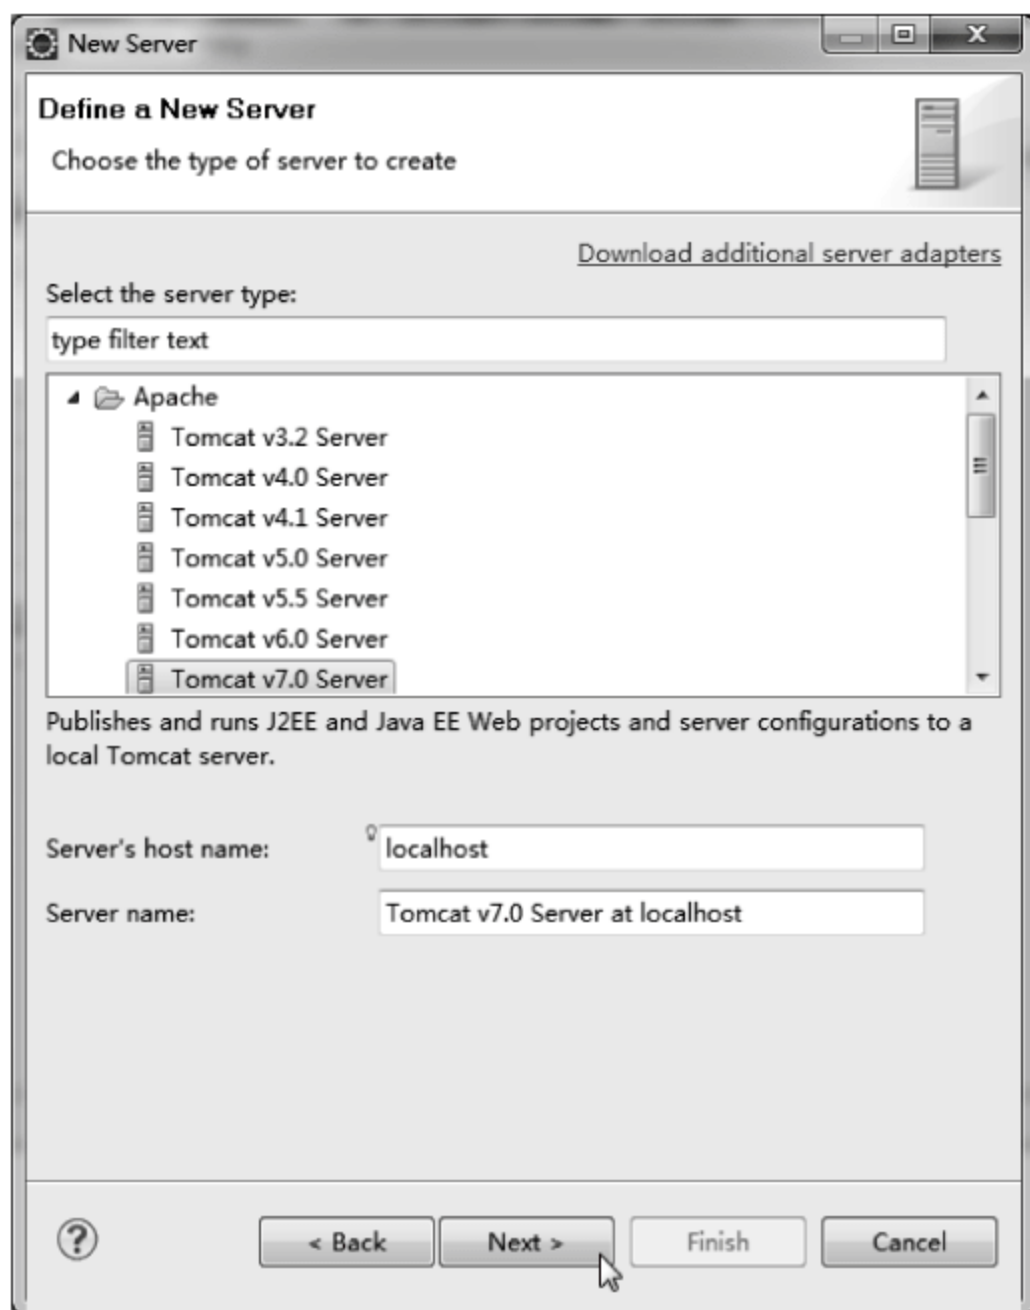 New Server
Define a New Server
Choose the type of server to create
Download additional server adapters
Select the server type:
type filter text
Apache
Tomcat v3.2 Server
Tomcat v4.0 Server
Tomcat v4.1 Server
Tomcat v5.0 Server
Tomcat v5.5 Server
Tomcat v6.0 Server
Tomcat v7.0 Server
Publishes and runs J2EE and Java EE Web projects and server configurations to a
local Tomcat server.
Server's host name: localhost
Server name: Tomcat v7.0 Server at localhost
? < Back Next > Finish Cancel